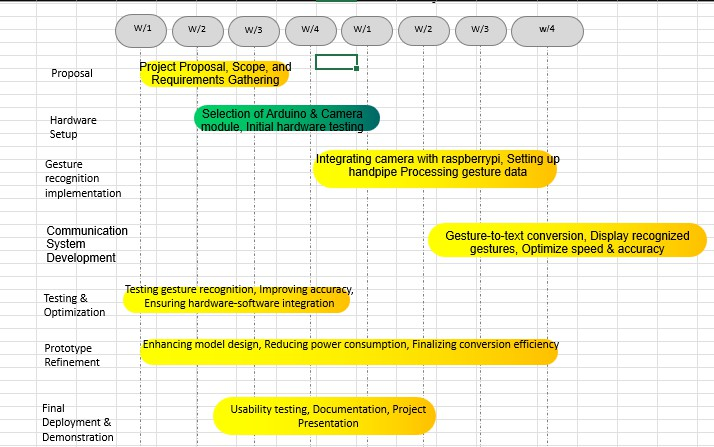 W/1 W/2 W/3 W/4 W/1 W/2 W/3 w/4
Proposal
Project Proposal, Scope, and
Requirements Gathering
Hardware
Setup
Selection of Arduino & Camera
module, Initial hardware testing
Gesture
recognition
implementation
Integrating camera with raspberrypi, Setting up
handpipe Processing gesture data
Communication
System
Development
Gesture-to-text conversion, Display recognized
gestures, Optimize speed & accuracy
Testing &
Optimization
Testing gesture recognition, Improving accuracy,
Ensuring hardware-software integration
Prototype
Refinement
Enhancing model design, Reducing power consumption, Finalizing conversion efficiency
Final
Deployment &
Demonstration
Usability testing, Documentation, Project
Presentation